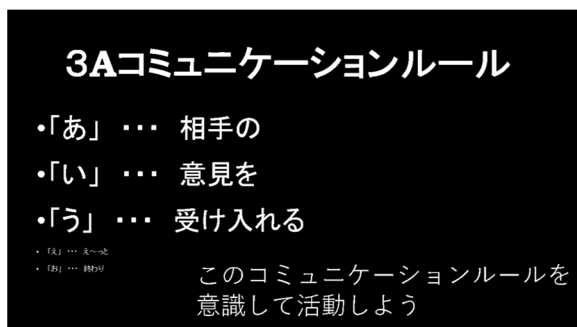 ３Aコミュニケーションルール
•「あ」 ･･･ 相手の
•「い」 ･･･ 意見を
•「う」 ･･･ 受け入れる
• 「え」 ･･･ え～っと
• 「お」 ･･･ 終わり
このコミュニケーションルールを
意識して活動しよう